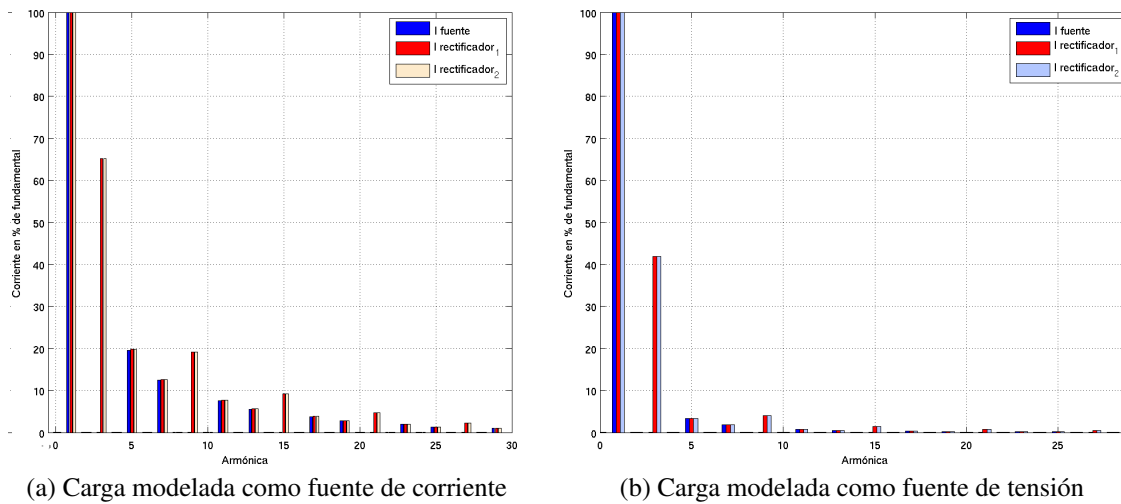 100
90
80
70
60
50
40
30
20
10
0
Corriente en % de fundamental
I fuente
I rectificador1
I rectificador2
0
5
10
15
20
25
30
Armónica
(a) Carga modelada como fuente de corriente
100
90
80
70
60
50
40
30
20
10
0
Corriente en % de fundamental
I fuente
I rectificador1
I rectificador2
0
5
10
15
20
25
Armónica
(b) Carga modelada como fuente de tensión